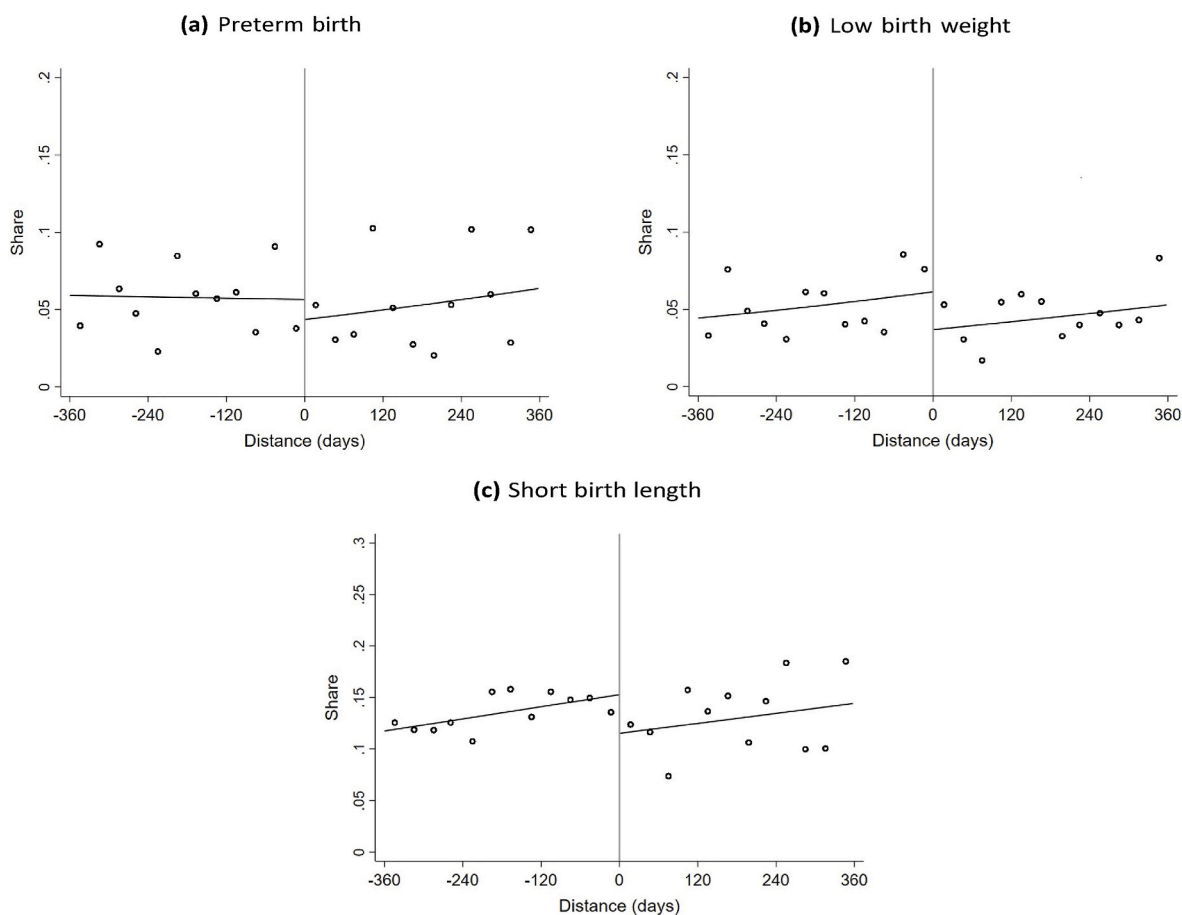 (a) Preterm birth
.2
.15
.1
.05
0
Share
-360 -240 -120 0 120 240 360
Distance (days)
(b) Low birth weight
.2
.15
.1
.05
0
Share
-360 -240 -120 0 120 240 360
Distance (days)
(c) Short birth length
.3
.25
.2
.15
.1
.05
0
Share
-360 -240 -120 0 120 240 360
Distance (days)